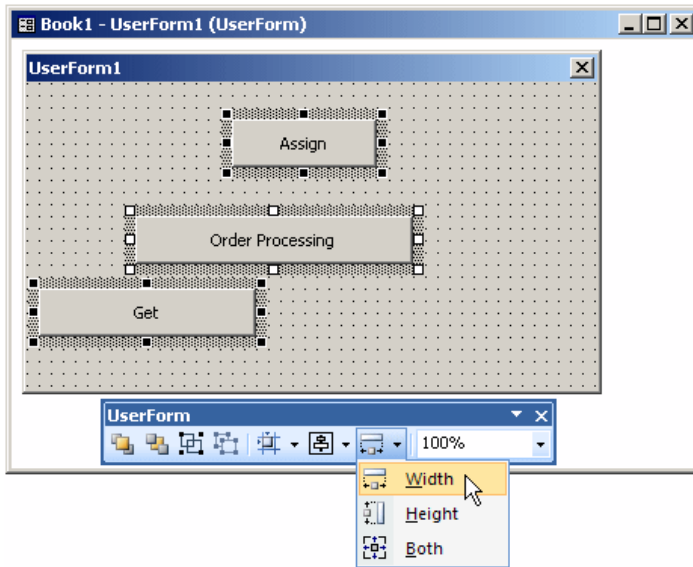 Book1 - UserForm1 (UserForm)
UserForm1
Assign
Order Processing
Get
UserForm
100%
Width
Height
Both